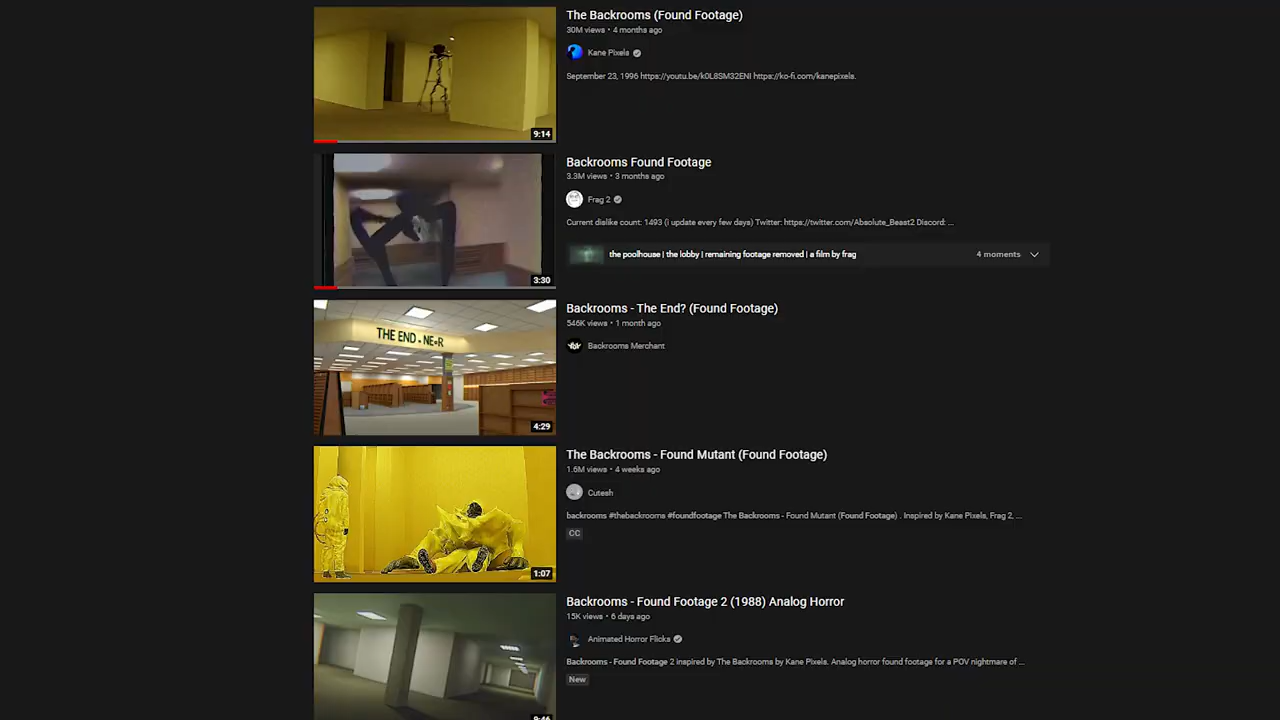 The Backrooms (Found Footage)
30M views • 4 months ago
Kane Pixels
September 23, 1996 https://youtu.be/k0L8SM32ENI https://ko-fi.com/kanepixels.
9:14
Backrooms Found Footage
3.3M views • 3 months ago
Frag 2
Current dislike count: 1493 (i update every few days) Twitter: https://twitter.com/Absolute_Beast2 Discord: ...
the poolhouse | the lobby | remaining footage removed | a film by frag
4 moments
3:30
Backrooms - The End? (Found Footage)
546K views • 1 month ago
THE END
Backrooms Merchant
4:29
The Backrooms - Found Mutant (Found Footage)
1.6M views • 4 weeks ago
Cutesh
backrooms #thebackrooms #foundfootage The Backrooms - Found Mutant (Found Footage) . Inspired by Kane Pixels, Frag 2, ...
CC
1:07
Backrooms - Found Footage 2 (1988) Analog Horror
15K views • 6 days ago
Animated Horror Flicks
Backrooms - Found Footage 2 Inspired by The Backrooms by Kane Pixels. Analog horror found footage for a POV nightmare of ...
New